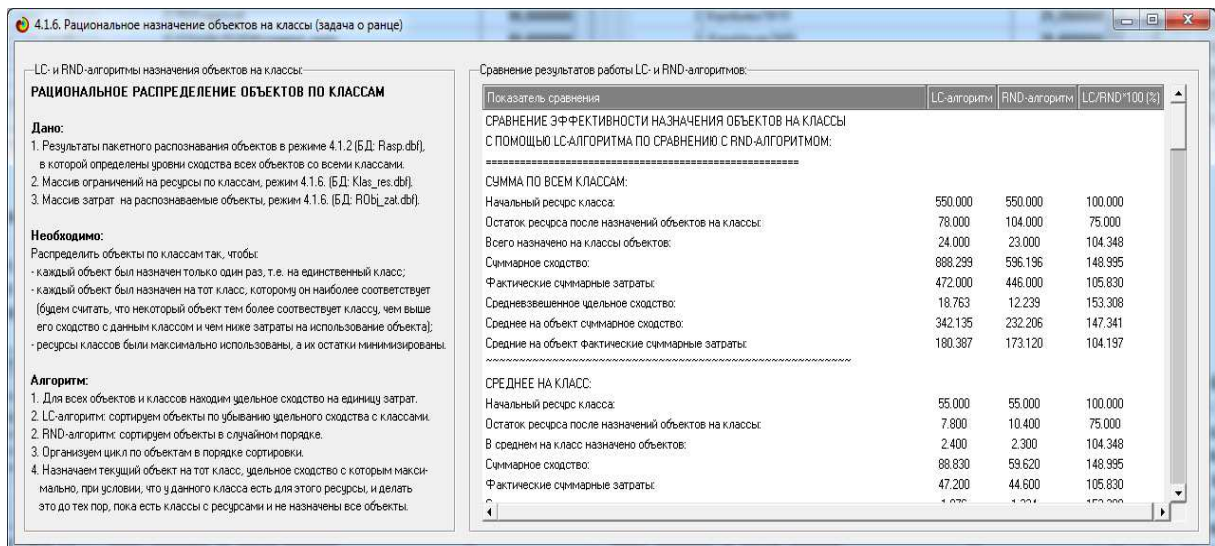 4.1.6. Рациональное назначение объектов на классы (задача о ранце)
LC- и RND-алгоритмы назначения объектов на классы:
РАЦИОНАЛЬНОЕ РАСПРЕДЕЛЕНИЕ ОБЪЕКТОВ ПО КЛАССАМ
Дано:
1. Результаты пакетного распознавания объектов в режиме 4.1.2 (БД: Rasp.dbf),
в которой определены уровни сходства всех объектов со всеми классами.
2. Массив ограничений на ресурсы по классам, режим 4.1.6. (БД: Klas_res.dbf).
3. Массив затрат на распознаваемые объекты, режим 4.1.6. (БД: RObj_zat.dbf).
Необходимо:
Распределить объекты по классам так, чтобы:
- каждый объект был назначен только один раз, т.е. на единственный класс;
- каждый объект был назначен на тот класс, которому он наиболее соответствует
(будем считать, что некоторый объект тем более соотвествует классу, чем выше
его сходство с данным классом и чем ниже затраты на использование объекта);
- ресурсы классов были максимально использованы, а их остатки минимизированы.
Алгоритм:
1. Для всех объектов и классов находим удельное сходство на единицу затрат.
2. LC-алгоритм: сортируем объекты по убыванию удельного сходства с классами.
2. RND-алгоритм: сортируем объекты в случайном порядке.
3. Организуем цикл по объектам в порядке сортировки.
4. Назначаем текущий объект на тот класс, удельное сходство с которым макси-
мально, при условии, что у данного класса есть для этого ресурсы, и делать
это до тех пор, пока есть классы с ресурсами и не назначены все объекты.
Сравнение результатов работы LC- и RND-алгоритмов:
Показатель сравнения LC-алгоритм RND-алгоритм LC/RND*100 (%)
СРАВНЕНИЕ ЭФФЕКТИВНОСТИ НАЗНАЧЕНИЯ ОБЪЕКТОВ НА КЛАССЫ
С ПОМОЩЬЮ LC-АЛГОРИТМА ПО СРАВНЕНИЮ С RND-АЛГОРИТМОМ:
======================================================
СУММА ПО ВСЕМ КЛАССАМ:
Начальный ресурс класса: 550.000 550.000 100.000
Остаток ресурса после назначений объектов на классы: 78.000 104.000 75.000
Всего назначено на классы объектов: 24.000 23.000 104.348
Суммарное сходство: 888.299 596.196 148.995
Фактические суммарные затраты: 472.000 446.000 105.830
Средневзвешенное удельное сходство: 18.763 12.239 153.308
Среднее на объект суммарное сходство: 342.135 232.206 147.341
Средние на объект фактические суммарные затраты: 180.387 173.120 104.197
~~~~~~~~~~~~~~~~~~~~~~~~~~~~~~~~~~~~~~~~~~~~~~~~~~~~~~
СРЕДНЕЕ НА КЛАСС:
Начальный ресурс класса: 55.000 55.000 100.000
Остаток ресурса после назначений объектов на классы: 7.800 10.400 75.000
В среднем на класс назначено объектов: 2.400 2.300 104.348
Суммарное сходство: 88.830 59.620 148.995
Фактические суммарные затраты: 47.200 44.600 105.830